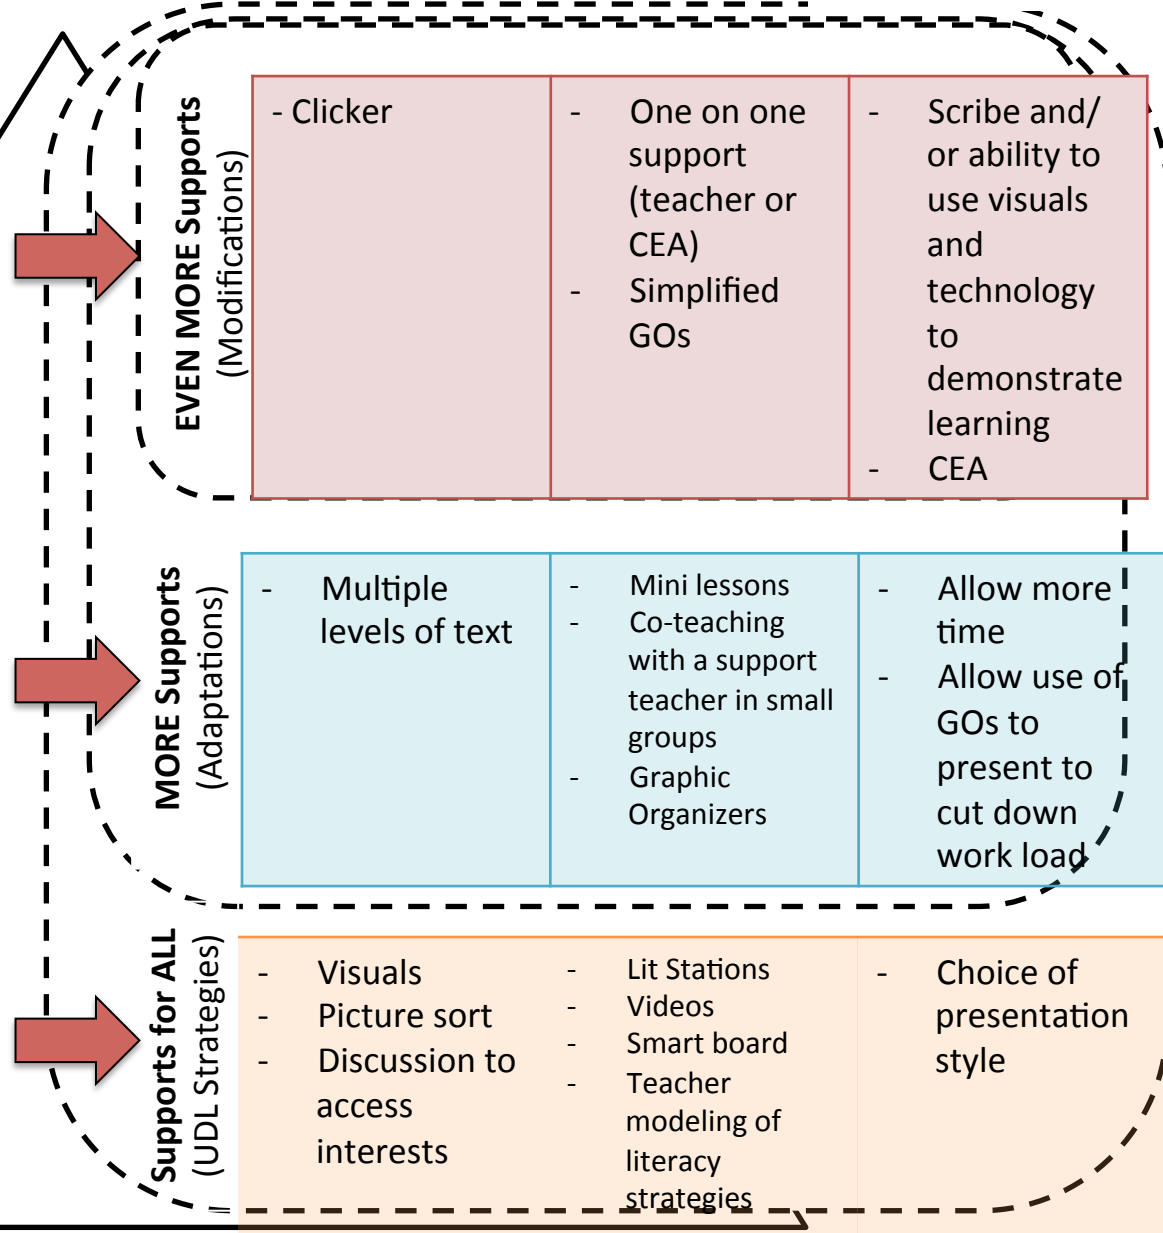 EVEN MORE Supports
(Modifications)
- Clicker
- One on one
support
(teacher or
CEA)
- Simplified
GOs
- Scribe and/
or ability to
use visuals
and
technology
to
demonstrate
learning
- CEA
MORE Supports
(Adaptations)
- Multiple
levels of text
- Mini lessons
- Co-teaching
with a support
teacher in small
groups
- Graphic
Organizers
- Allow more
time
- Allow use of
GOs to
present to
cut down
work load
Supports for ALL
(UDL Strategies)
- Visuals
- Picture sort
- Discussion to
access
interests
- Lit Stations
- Videos
- Smart board
- Teacher
modeling of
literacy
strategies
- Choice of
presentation
style